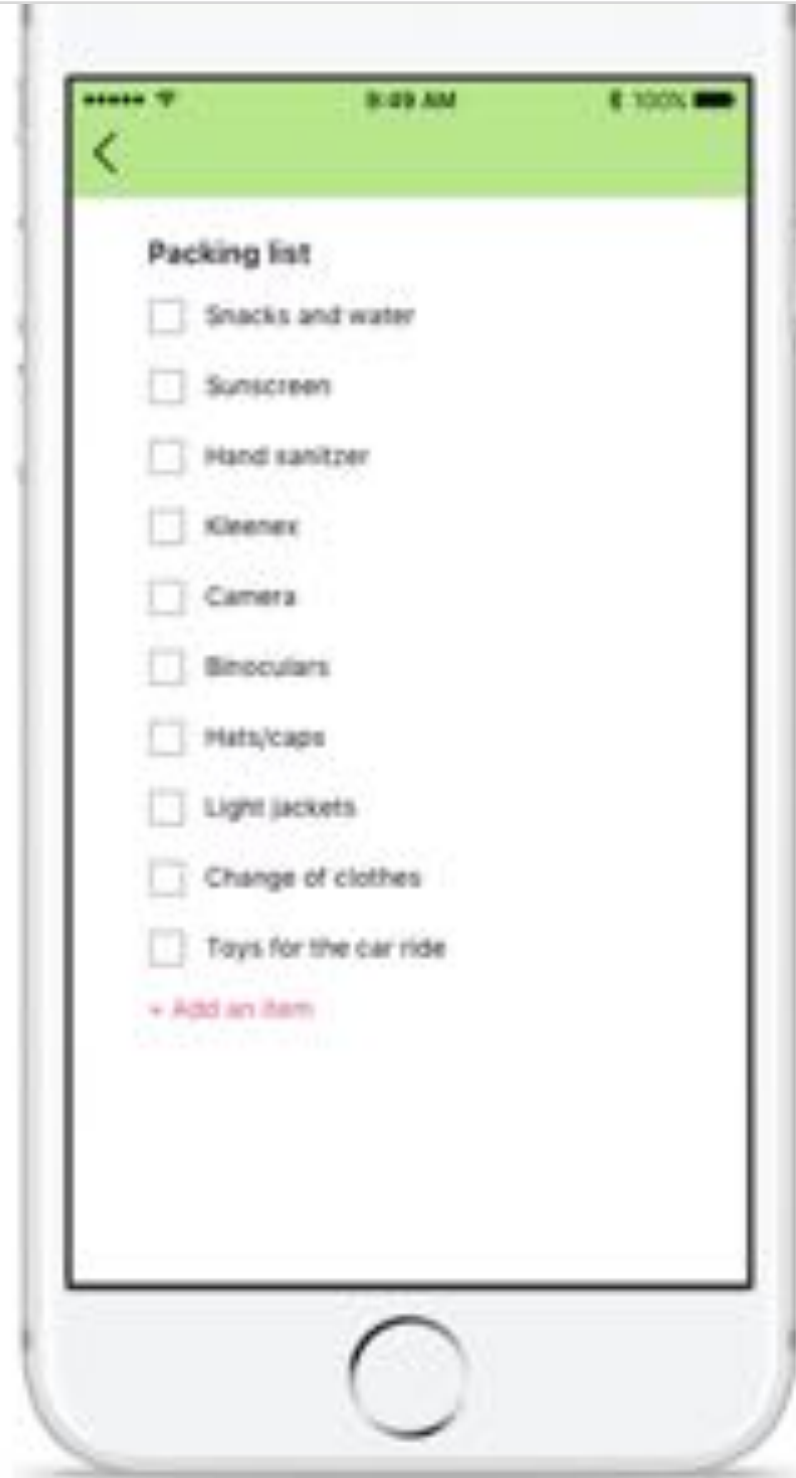 9:49 AM
100%
Packing list
Snacks and water
Sunscreen
Hand sanitzer
Kleenex
Camera
Binoculars
Hats/caps
Light jackets
Change of clothes
Toys for the car ride
+ Add an item